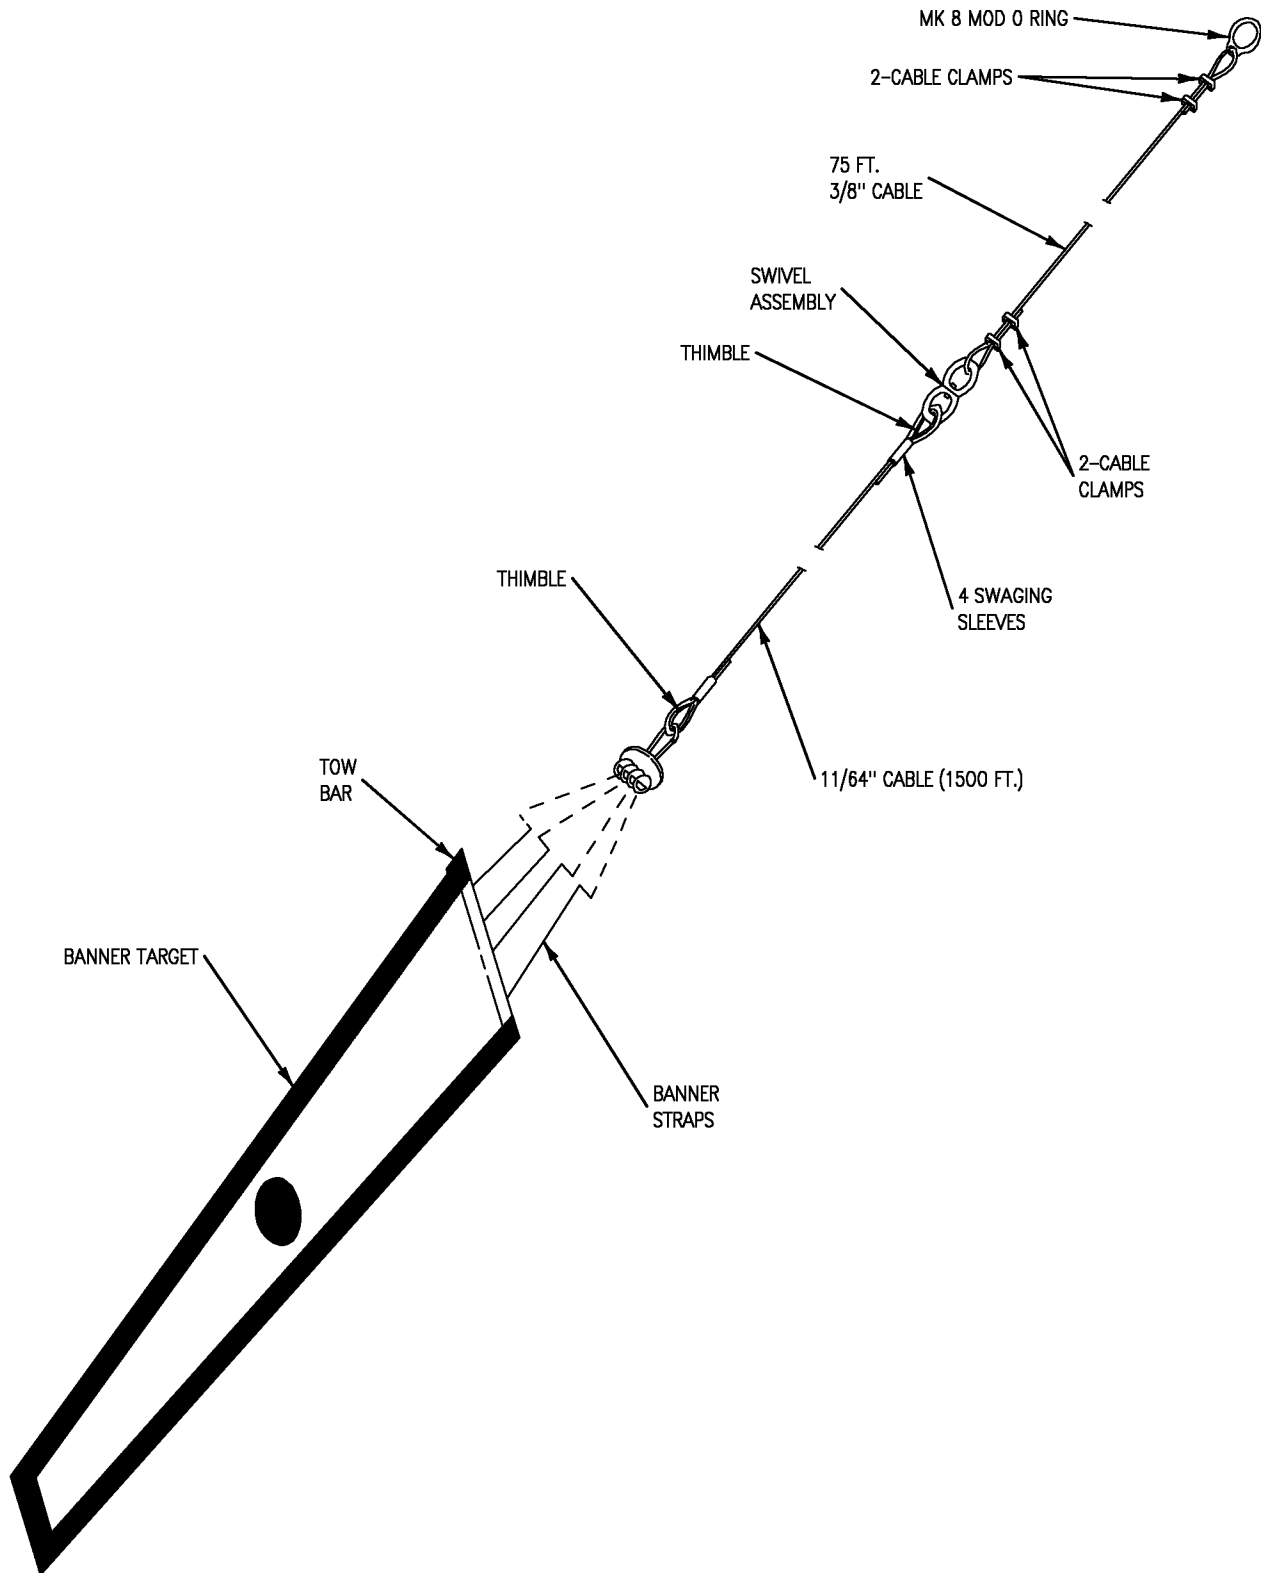 MK 8 MOD 0 RING
2-CABLE CLAMPS
75 FT.
3/8" CABLE
SWIVEL
ASSEMBLY
THIMBLE
2-CABLE
CLAMPS
THIMBLE
4 SWAGING
SLEEVES
TOW
BAR
11/64" CABLE (1500 FT.)
BANNER TARGET
BANNER
STRAPS